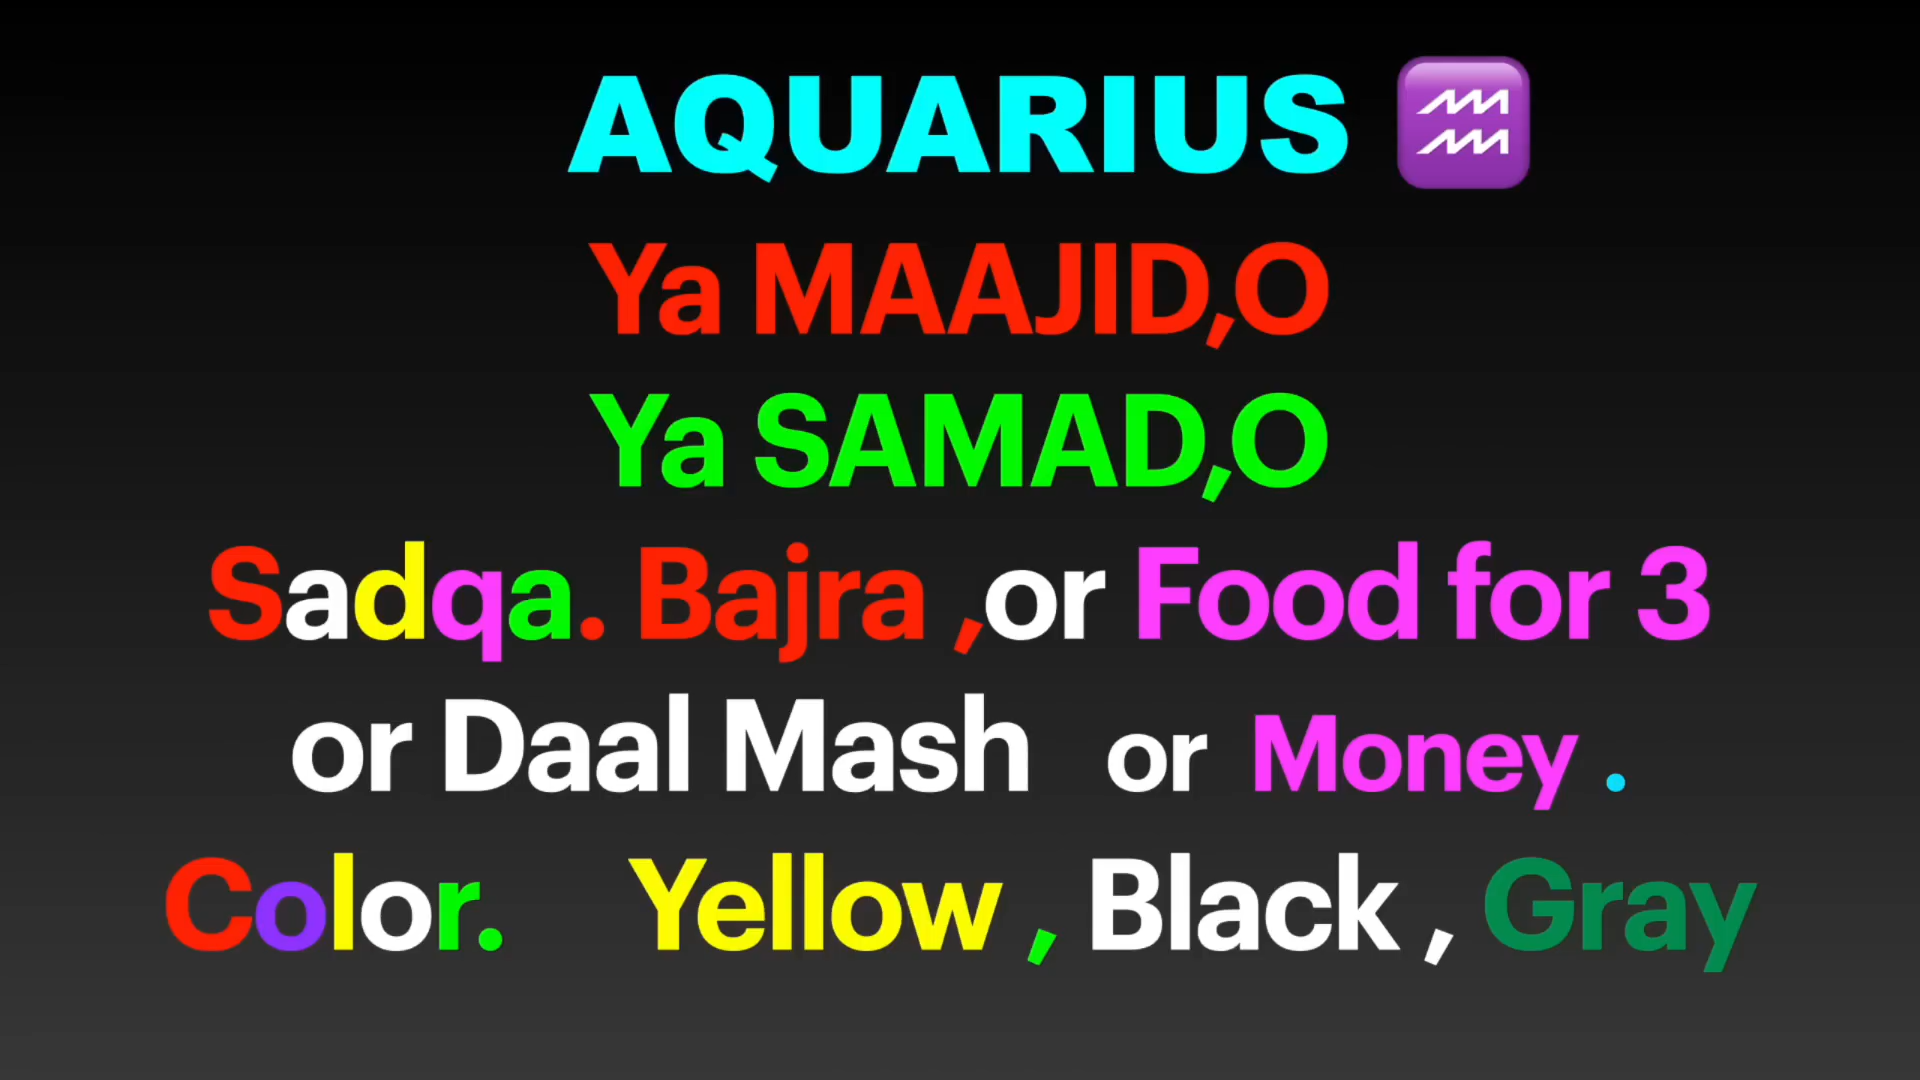 AQUARIUS ♒
Ya MAAJID,O
Ya SAMAD,O
Sadqa. Bajra ,or Food for 3
or Daal Mash or Money .
Color. Yellow , Black , Gray